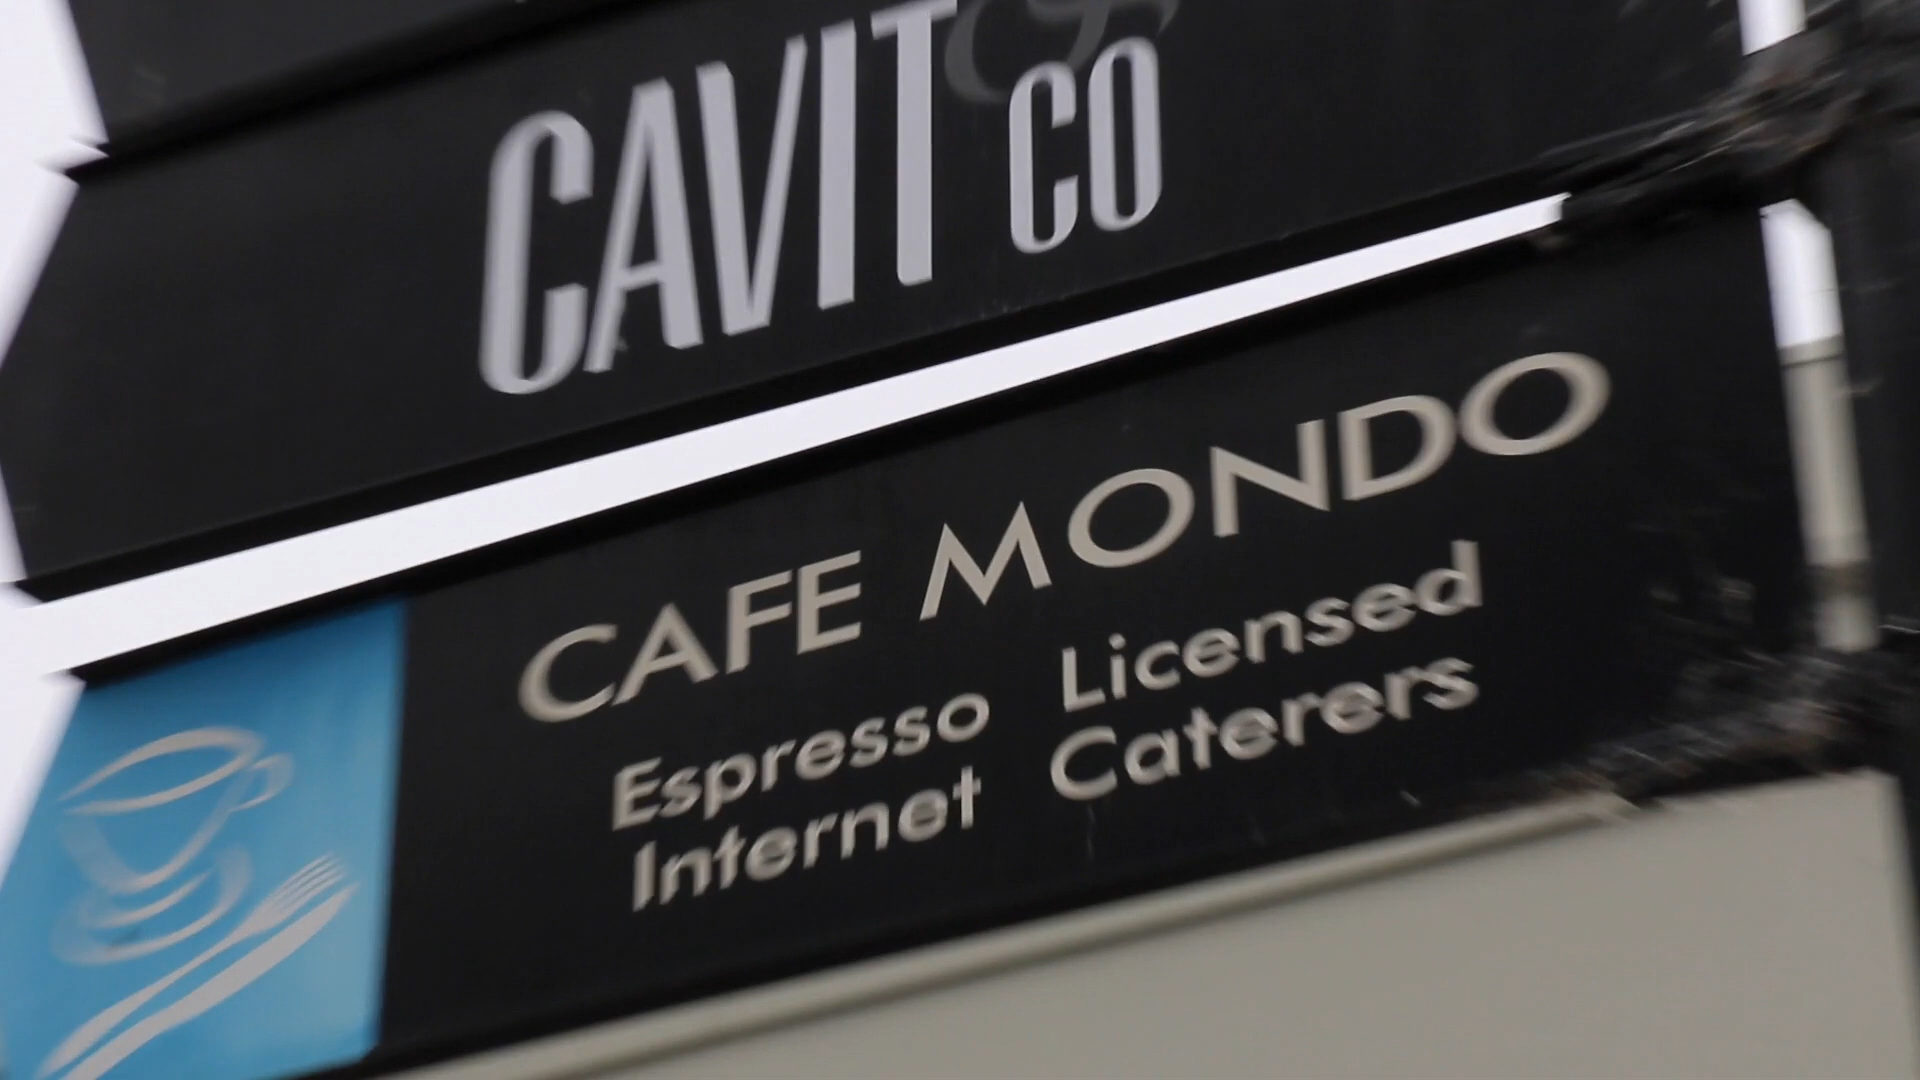 CAVIT & CO
CAFE MONDO
Espresso Licensed
Internet Caterers